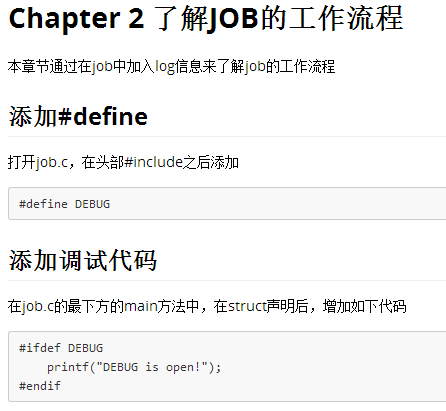 Chapter 2 了解JOB的工作流程
本章节通过在job中加入log信息来了解job的工作流程
添加#define
打开job.c，在头部#include之后添加
#define DEBUG
添加调试代码
在job.c的最下方的main方法中，在struct声明后，增加如下代码
#ifdef DEBUG
    printf("DEBUG is open!");
#endif